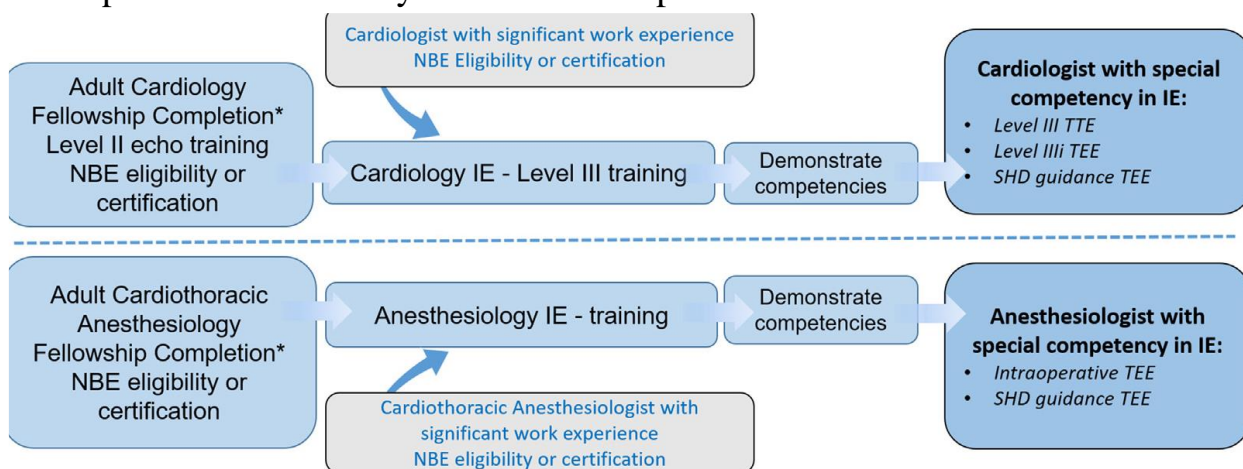 Cardiologist with significant work experience
NBE Eligibility or certification
Adult Cardiology
Fellowship Completion*
Level II echo training
NBE eligibility or
certification
Cardiology IE - Level III training
Demonstrate
competencies
Cardiologist with special
competency in IE:
• Level III TTE
• Level IIIi TEE
• SHD guidance TEE
Adult Cardiothoracic
Anesthesiology
Fellowship Completion*
NBE eligibility or
certification
Anesthesiology IE - training
Demonstrate
competencies
Anesthesiologist with
special competency in IE:
• Intraoperative TEE
• SHD guidance TEE
Cardiothoracic Anesthesiologist with
significant work experience
NBE eligibility or certification